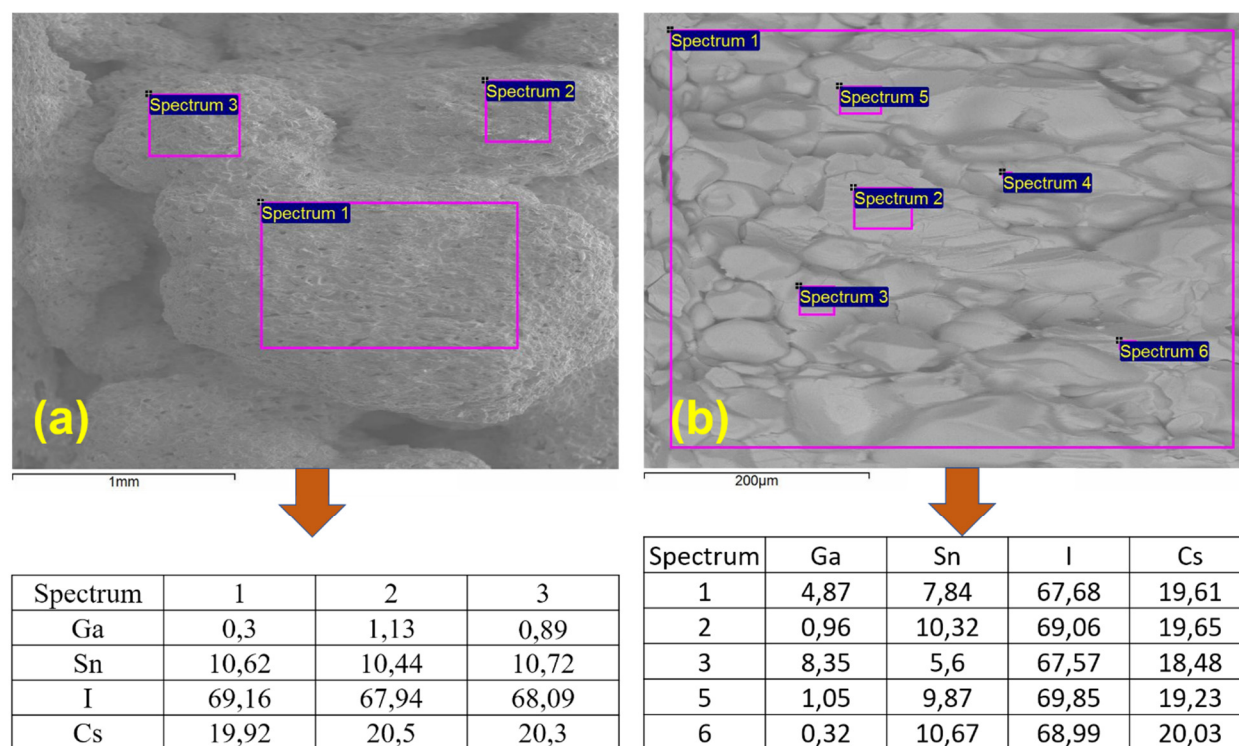 Spectrum 3
Spectrum 2
Spectrum 1
(a)
1mm
Spectrum 1
Spectrum 5
Spectrum 4
Spectrum 2
Spectrum 3
Spectrum 6
(b)
200µm
Spectrum 1 2 3
Ga 0,3 1,13 0,89
Sn 10,62 10,44 10,72
I 69,16 67,94 68,09
Cs 19,92 20,5 20,3
Spectrum Ga Sn I Cs
1 4,87 7,84 67,68 19,61
2 0,96 10,32 69,06 19,65
3 8,35 5,6 67,57 18,48
5 1,05 9,87 69,85 19,23
6 0,32 10,67 68,99 20,03